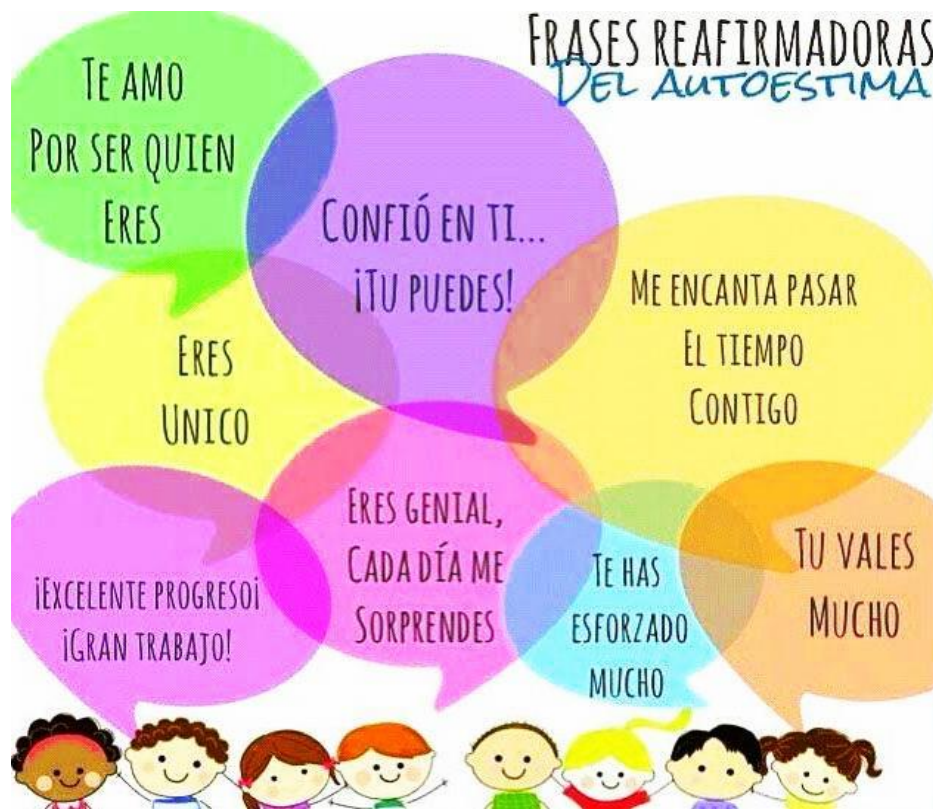 FRASES REAFIRMADORAS
DEL AUTOESTIMA
TE AMO
POR SER QUIEN
ERES
CONFIÓ EN TI...
¡TU PUEDES!
ME ENCANTA PASAR
EL TIEMPO
CONTIGO
ERES
UNICO
ERES GENIAL,
CADA DÍA ME
SORPRENDES
¡EXCELENTE PROGRESO¡
¡GRAN TRABAJO!
TE HAS
ESFORZADO
MUCHO
TU VALES
MUCHO